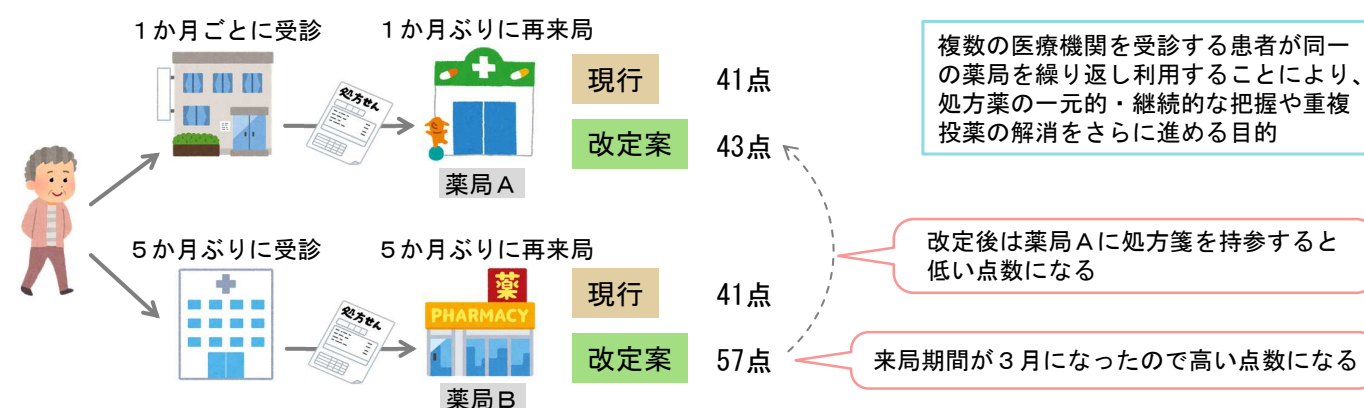 1か月ごとに受診
1か月ぶりに再来局
処方せん
現行
41点
改定案
43点
薬局A
複数の医療機関を受診する患者が同一
の薬局を繰り返し利用することにより、
処方薬の一元的・継続的な把握や重複
投薬の解消をさらに進める目的
改定後は薬局Aに処方箋を持参すると
低い点数になる
5か月ぶりに受診
5か月ぶりに再来局
処方せん
薬
PHARMACY
現行
41点
改定案
57点
薬局B
来局期間が3月になったので高い点数になる